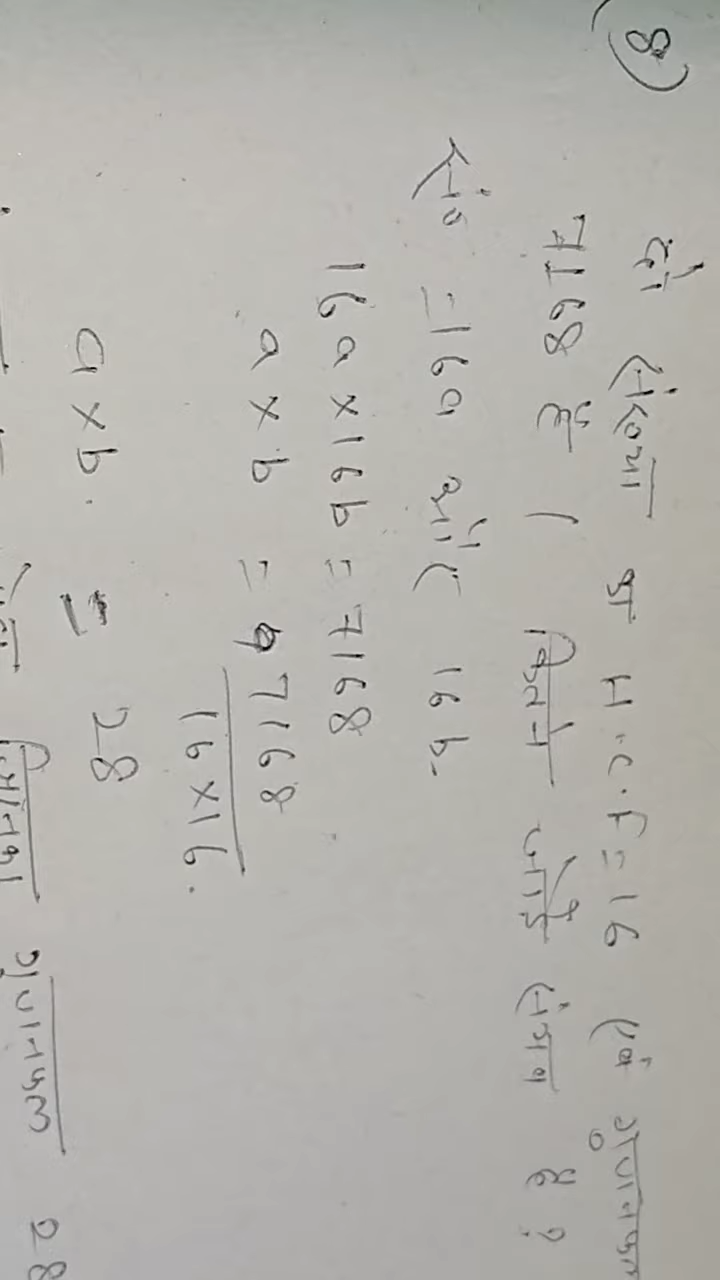 (8)
दो संख्या का H.C.F = 16 एवं गुणनफल
7168 है। कितने जोड़े संभव है?
सं० = 16a और 16b.
16a x 16b = 7168
a x b = 7168
16 x 16.
a x b. = 28
जिनका गुणनफल 28